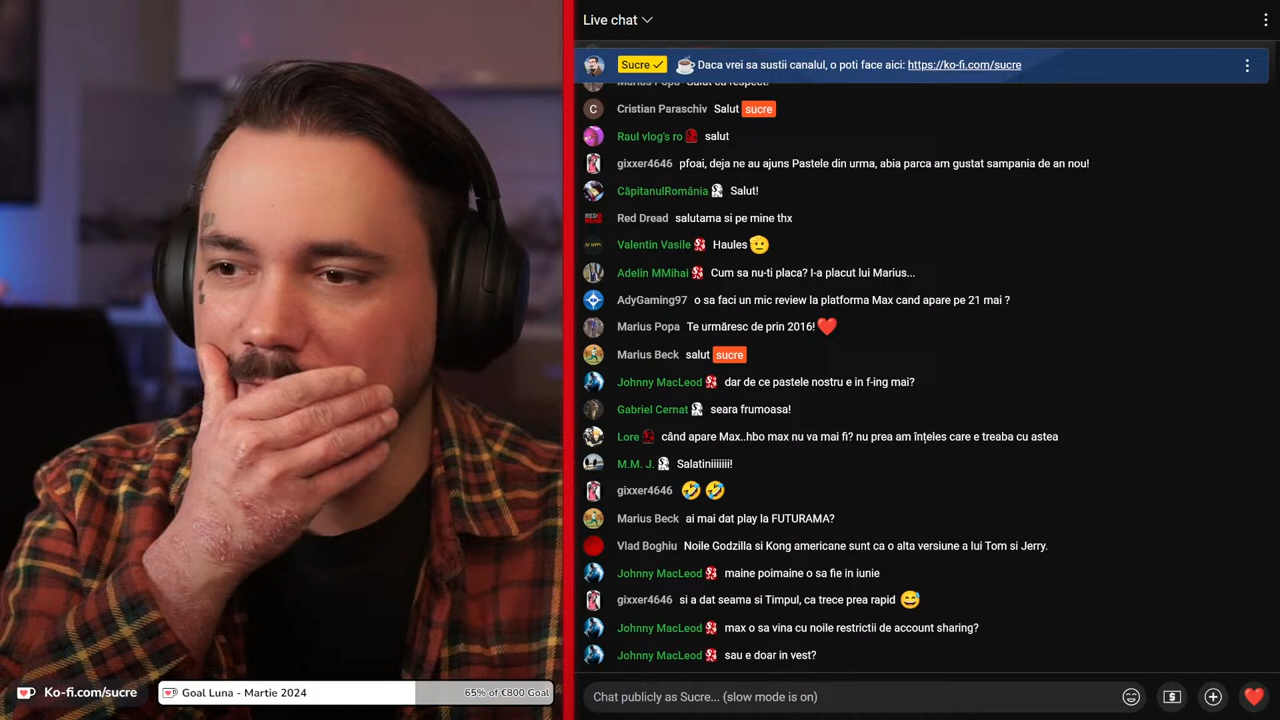 Live chat
Sucre Daca vrei sa sustii canalul, o poti face aici: https://ko-fi.com/sucre
Marius Popa Salut cu respect!
Cristian Paraschiv Salut sucre
Raul vlog's ro salut
gixxer4646 pfoai, deja ne au ajuns Pastele din urma, abia parca am gustat sampania de an nou!
CăpitanulRomânia Salut!
Red Dread salutama si pe mine thx
Valentin Vasile Haules🫡
Adelin MMihai Cum sa nu-ti placa? I-a placut lui Marius...
AdyGaming97 o sa faci un mic review la platforma Max cand apare pe 21 mai ?
Marius Popa Te urmăresc de prin 2016!❤️
Marius Beck salut sucre
Johnny MacLeod dar de ce pastele nostru e in f-ing mai?
Gabriel Cernat seara frumoasa!
Lore când apare Max..hbo max nu va mai fi? nu prea am înțeles care e treaba cu astea
M.M. J. Salatiniiiiiii!
gixxer4646 🤣 🤣
Marius Beck ai mai dat play la FUTURAMA?
Vlad Boghiu Noile Godzilla si Kong americane sunt ca o alta versiune a lui Tom si Jerry.
Johnny MacLeod maine poimaine o sa fie in iunie
gixxer4646 si a dat seama si Timpul, ca trece prea rapid 😅
Johnny MacLeod max o sa vina cu noile restrictii de account sharing?
Johnny MacLeod sau e doar in vest?
Chat publicly as Sucre... (slow mode is on)
Ko-fi.com/sucre
Goal Luna - Martie 2024
65% of €800 Goal